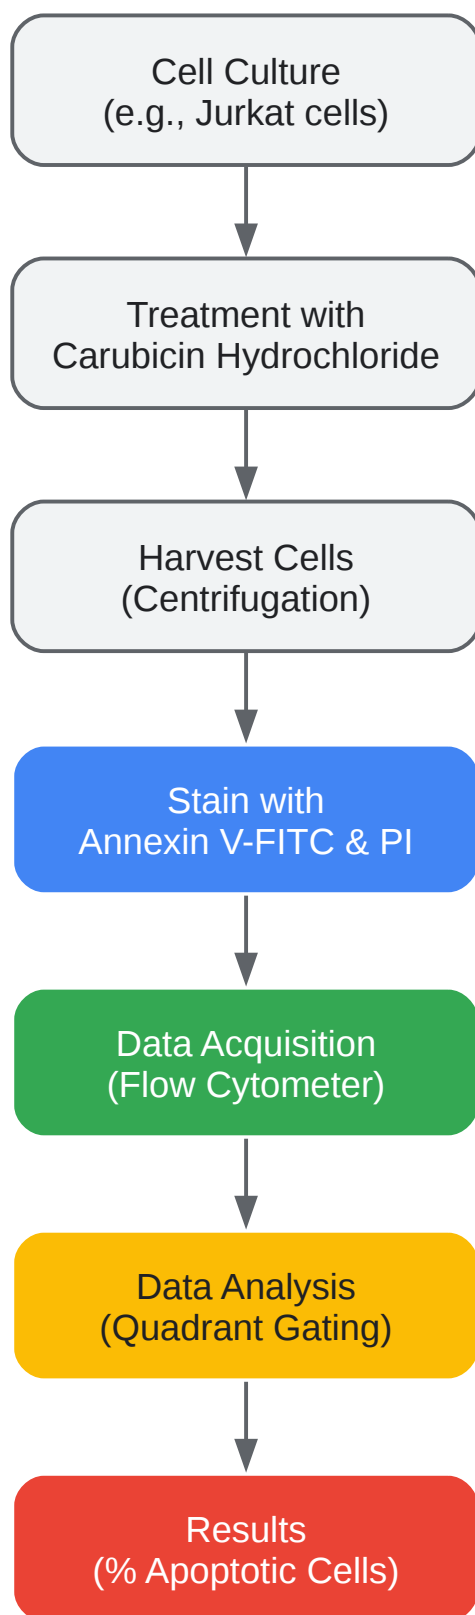 Cell Culture
(e.g., Jurkat cells)
Treatment with
Carubicin Hydrochloride
Harvest Cells
(Centrifugation)
Stain with
Annexin V-FITC & PI
Data Acquisition
(Flow Cytometer)
Data Analysis
(Quadrant Gating)
Results
(% Apoptotic Cells)